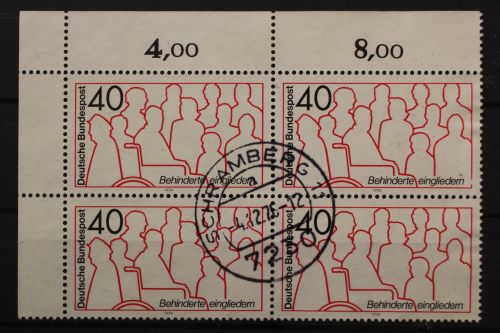 4,00 8,00
40 40
Deutsche Bundespost Deutsche Bundespost
Behinderte eingliedern Behinderte eingliedern
1974 1974
40 40
Deutsche Bundespost Deutsche Bundespost
Behinderte eingliedern Behinderte eingliedern
1974 1974
SCHRAMBERG 11
a